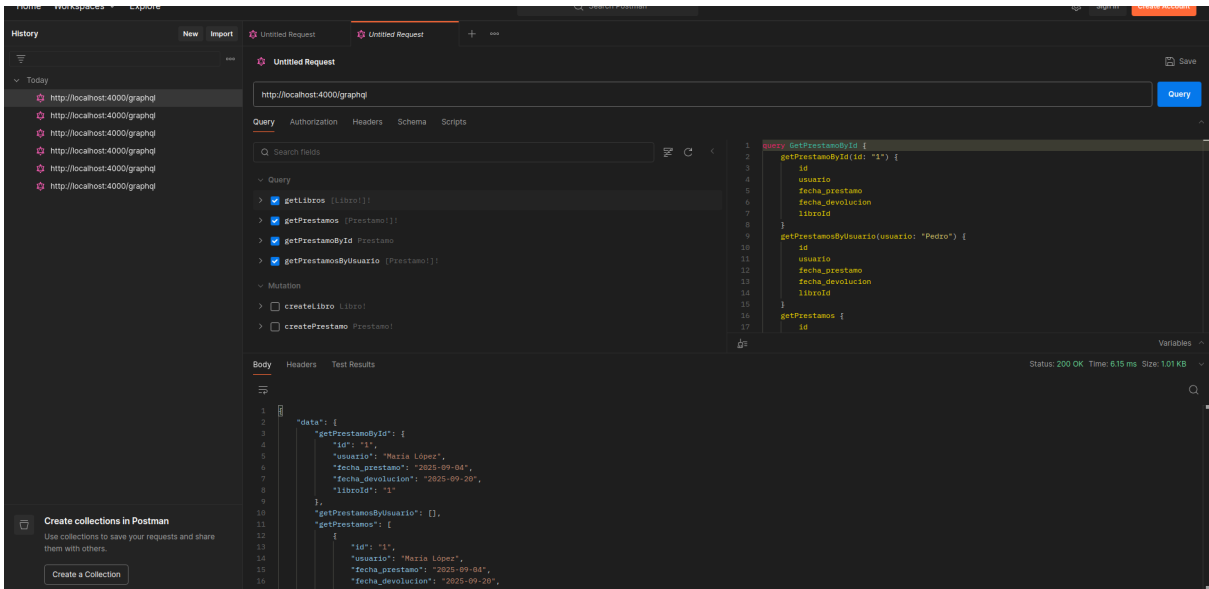 Home Workspaces Explore
Search Postman
Sign In
Create Account
History
New Import
Today
http://localhost:4000/graphql
http://localhost:4000/graphql
http://localhost:4000/graphql
http://localhost:4000/graphql
http://localhost:4000/graphql
http://localhost:4000/graphql
Create collections in Postman
Use collections to save your requests and share
them with others.
Create a Collection
Untitled Request
Untitled Request
Untitled Request
Save
http://localhost:4000/graphql
Query
Query Authorization Headers Schema Scripts
Search fields
Query
getLibros [Libro!]!
getPrestamos [Prestamo!]!
getPrestamoById Prestamo
getPrestamosByUsuario [Prestamo!]!
Mutation
createLibro Libro!
createPrestamo Prestamo!
1 query GetPrestamoById {
2 getPrestamoById(id: "1") {
3 id
4 usuario
5 fecha_prestamo
6 fecha_devolucion
7 libroId
8 }
9 getPrestamosByUsuario(usuario: "Pedro") {
10 id
11 usuario
12 fecha_prestamo
13 fecha_devolucion
14 libroId
15 }
16 getPrestamos {
17 id
Variables
Body Headers Test Results
Status: 200 OK Time: 6.15 ms Size: 1.01 KB
1 {
2 "data": {
3 "getPrestamoById": {
4 "id": "1",
5 "usuario": "María López",
6 "fecha_prestamo": "2025-09-04",
7 "fecha_devolucion": "2025-09-20",
8 "libroId": "1"
9 },
10 "getPrestamosByUsuario": [],
11 "getPrestamos": [
12 {
13 "id": "1",
14 "usuario": "María López",
15 "fecha_prestamo": "2025-09-04",
16 "fecha_devolucion": "2025-09-20",